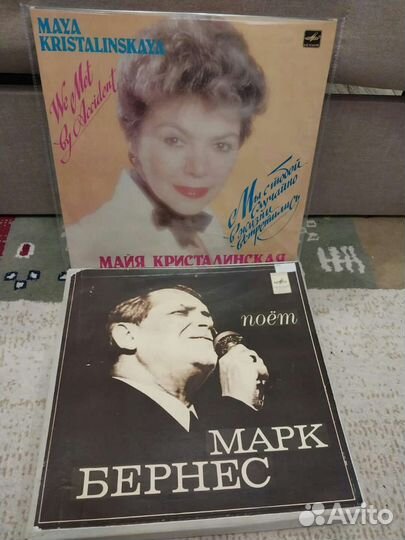 MAYA
KRISTALINSKAYA
We Met
By Accident
Мы с тобой
случайно
в жизни
встретились
МАЙЯ КРИСТАЛИНСКАЯ
поёт
МАРК
БЕРНЕС
Avito